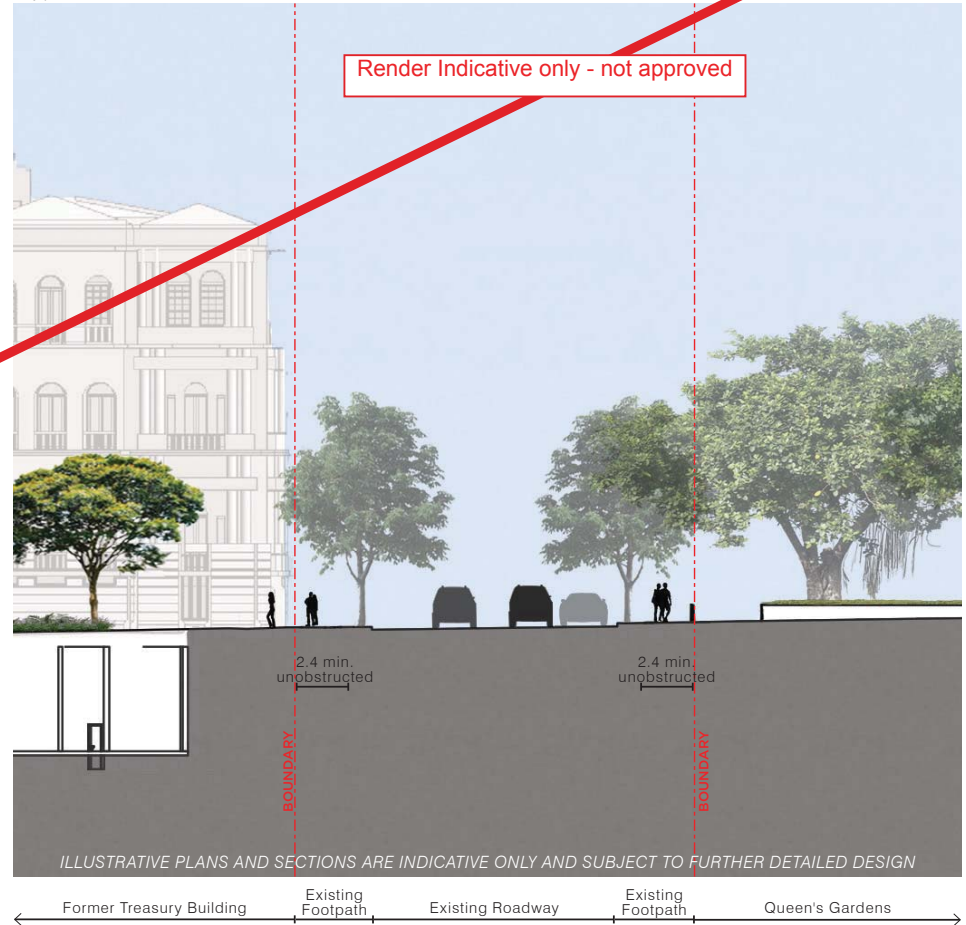 Render Indicative only - not approved
2.4 min.
unobstructed
2.4 min.
unobstructed
BOUNDARY
BOUNDARY
ILLUSTRATIVE PLANS AND SECTIONS ARE INDICATIVE ONLY AND SUBJECT TO FURTHER DETAILED DESIGN
Former Treasury Building
Existing
Footpath
Existing Roadway
Existing
Footpath
Queen's Gardens